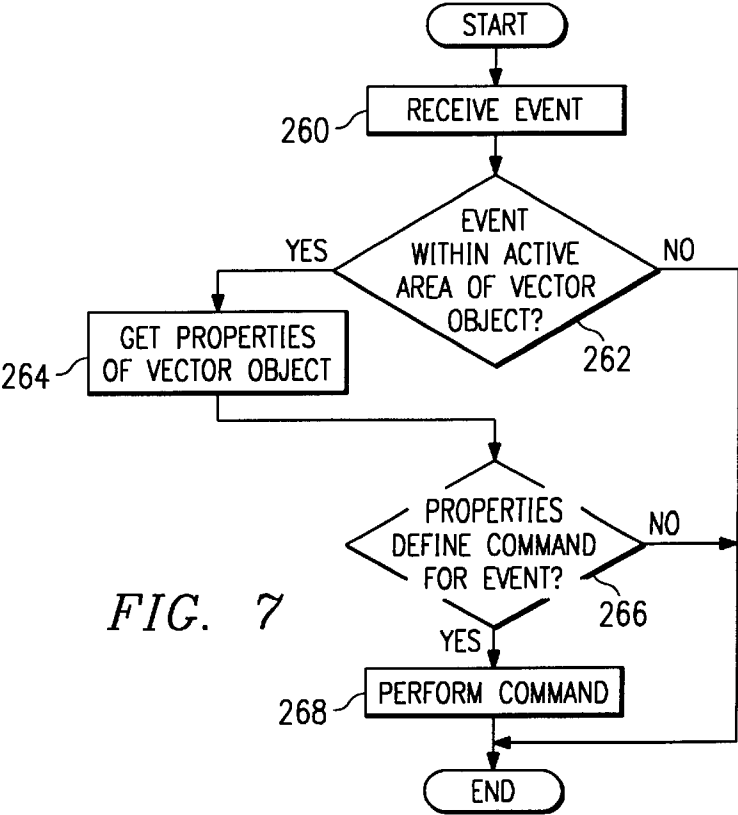 START
260
RECEIVE EVENT
EVENT
WITHIN ACTIVE
AREA OF VECTOR
OBJECT?
YES
NO
262
264
GET PROPERTIES
OF VECTOR OBJECT
PROPERTIES
DEFINE COMMAND
FOR EVENT?
NO
266
YES
FIG. 7
268
PERFORM COMMAND
END